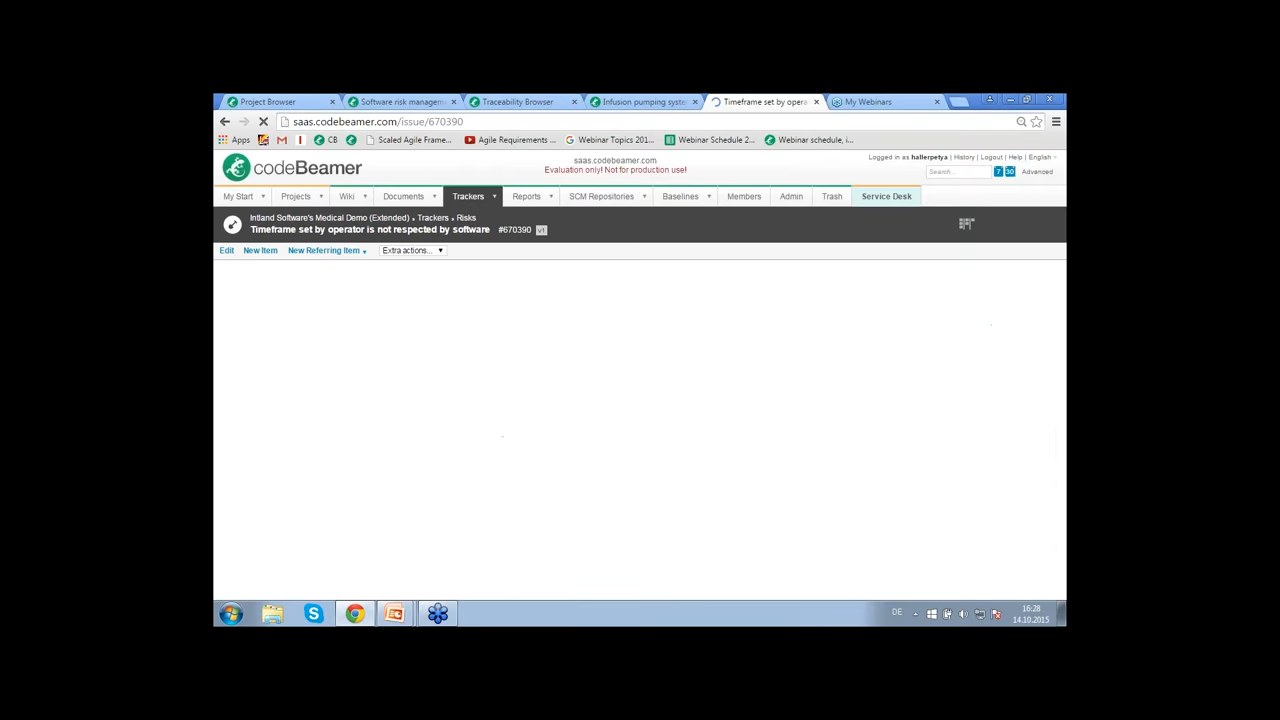 Project Browser
Software risk managem
Traceability Browser
Infusion pumping syste
Timeframe set by opera
My Webinars
saas.codebeamer.com/issue/670390
Apps
CB
Scaled Agile Frame...
Agile Requirements ...
Webinar Topics 201...
Webinar Schedule 2...
Webinar schedule, i...
codeBeamer
saas.codebeamer.com
Evaluation only! Not for production use!
Logged in as hallerpetya | History | Logout | Help | English
Search...
7
30
Advanced
My Start
Projects
Wiki
Documents
Trackers
Reports
SCM Repositories
Baselines
Members
Admin
Trash
Service Desk
Intland Software's Medical Demo (Extended) Trackers Risks
Timeframe set by operator is not respected by software #670390 v1
Edit
New Item
New Referring Item
Extra actions...
DE
16:28
14.10.2015